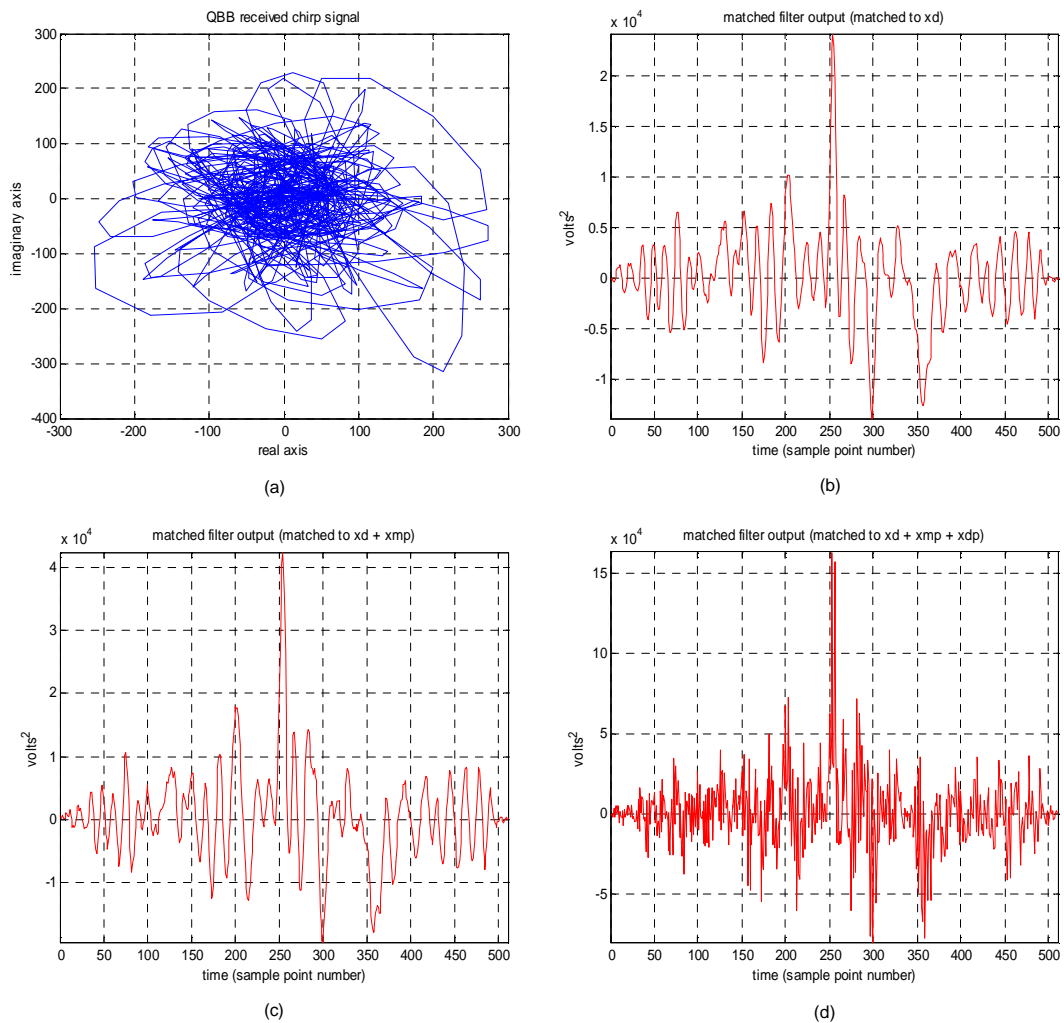 QBB received chirp signal
300
200
100
0
-100
-200
-300
-400
-300 -200 -100 0 100 200 300
imaginary axis
real axis
(a)
matched filter output (matched to xd)
x 10^4
2
1.5
1
0.5
0
-0.5
-1
0 50 100 150 200 250 300 350 400 450 500
volts^2
time (sample point number)
(b)
matched filter output (matched to xd + xmp)
x 10^4
4
3
2
1
0
-1
0 50 100 150 200 250 300 350 400 450 500
volts^2
time (sample point number)
(c)
matched filter output (matched to xd + xmp + xdp)
x 10^4
15
10
5
0
-5
0 50 100 150 200 250 300 350 400 450 500
volts^2
time (sample point number)
(d)